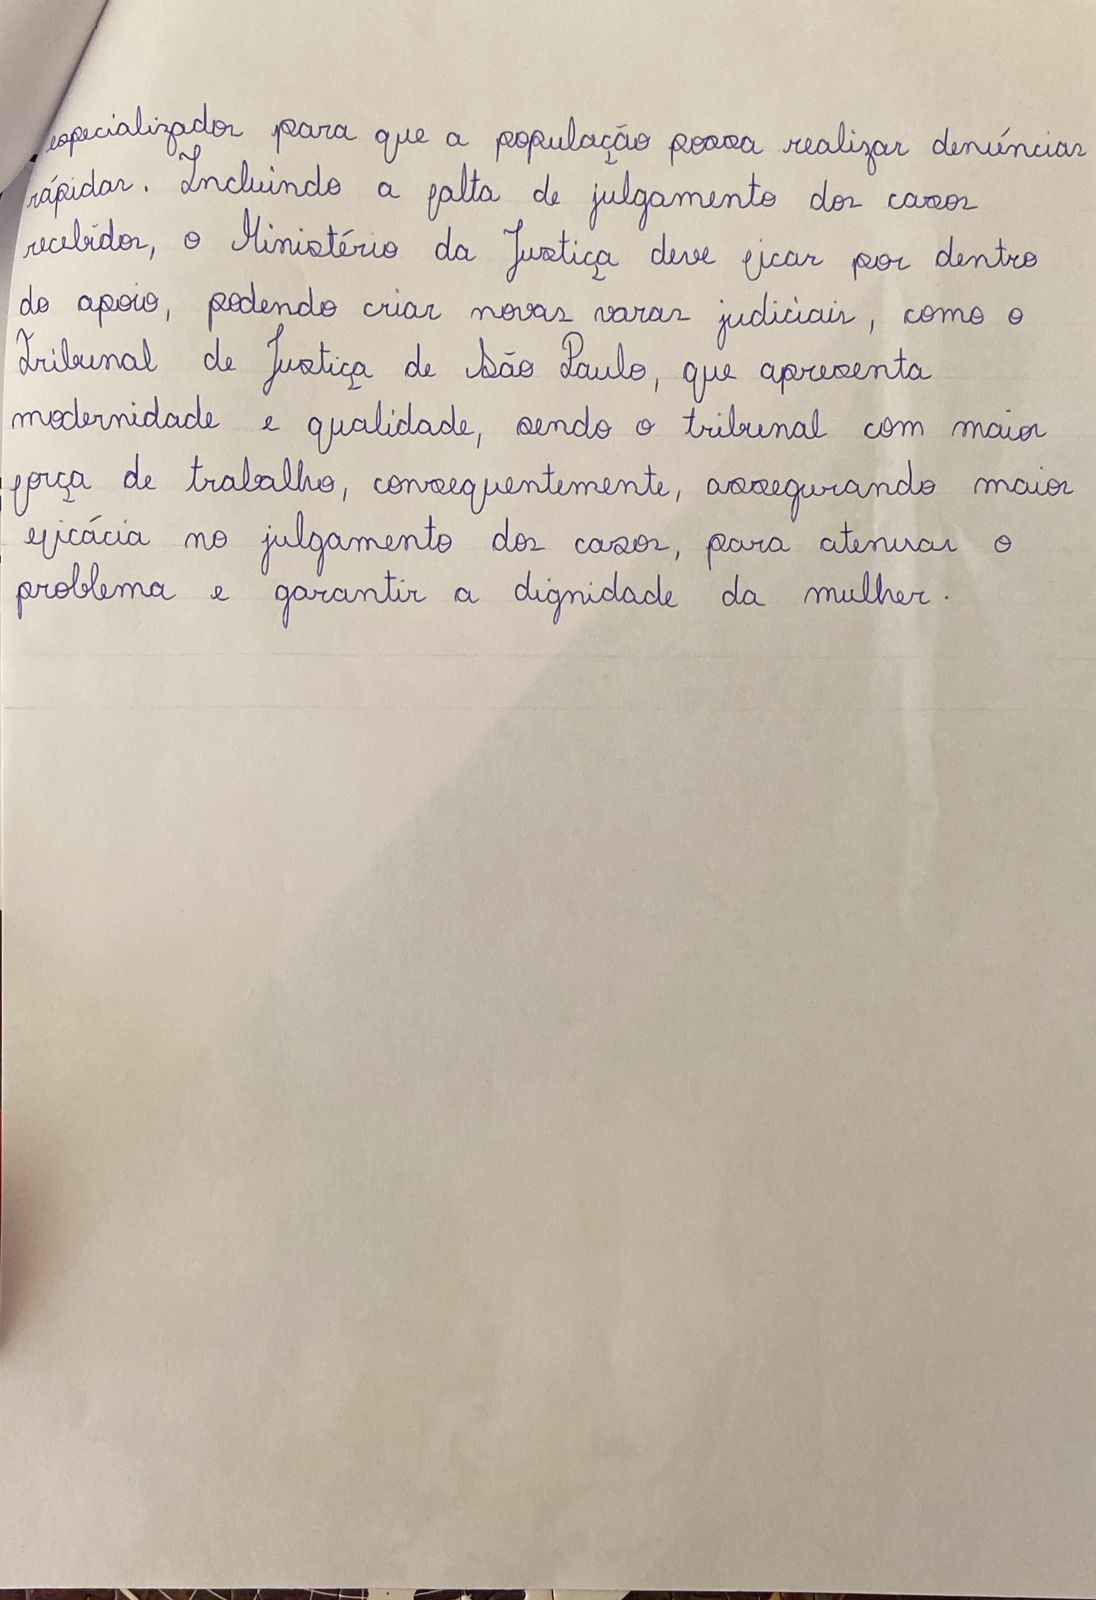 especializados para que a população possa realizar denúncias
rápidas. Incluindo a falta de julgamento dos casos
recebidos, o Ministério da Justiça deve ficar por dentro
do apoio, podendo criar novas varas judiciais, como o
Tribunal de Justiça de São Paulo, que apresenta
modernidade e qualidade, sendo o tribunal com maior
força de trabalho, consequentemente, assegurando maior
eficácia no julgamento dos casos, para atenuar o
problema e garantir a dignidade da mulher.